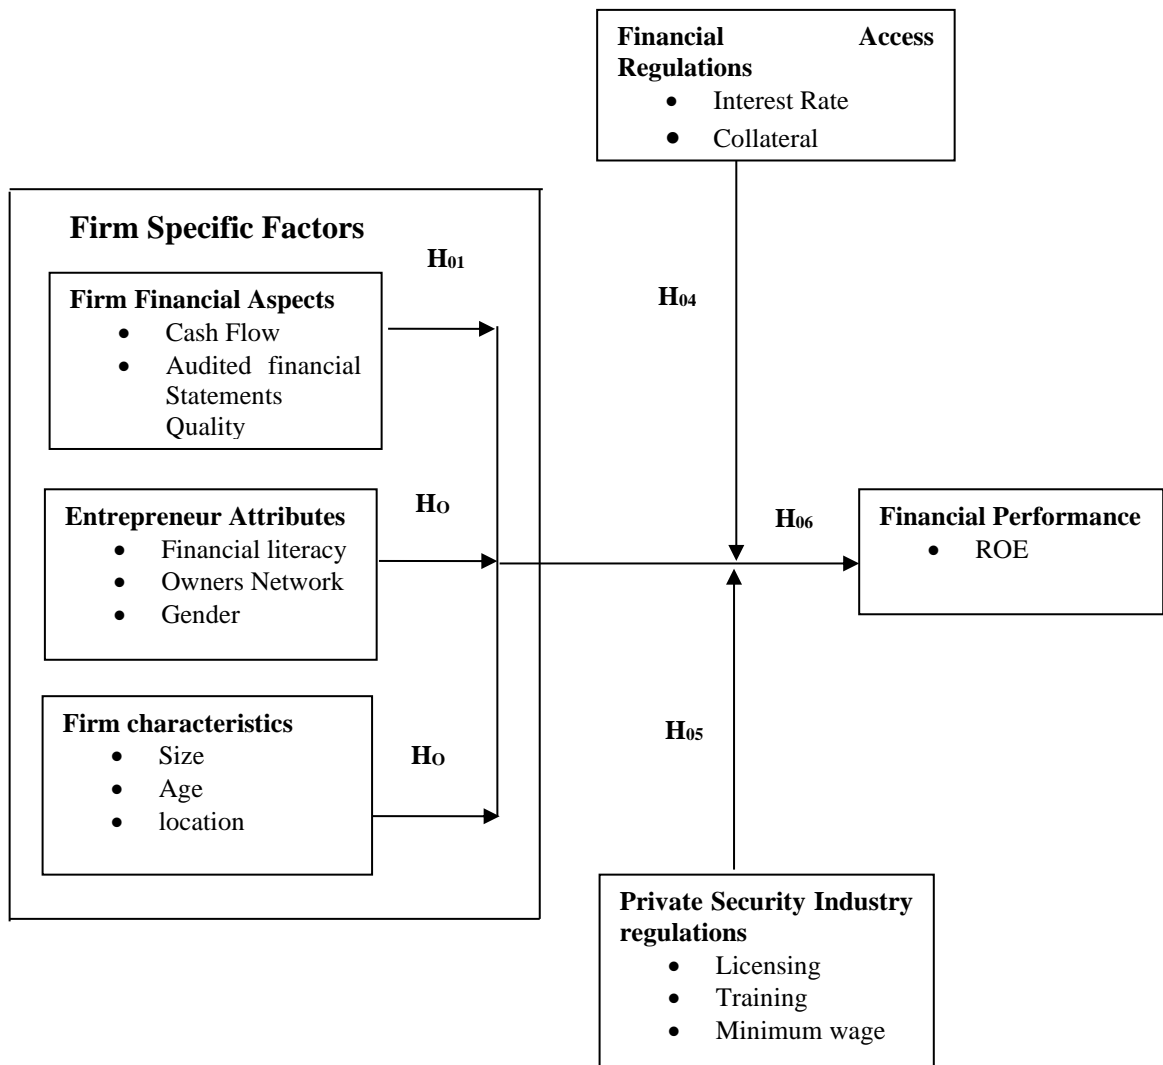 Financial Access
Regulations
• Interest Rate
• Collateral
Firm Specific Factors
H01
Firm Financial Aspects
• Cash Flow
• Audited financial
Statements
Quality
H04
Entrepreneur Attributes
• Financial literacy
• Owners Network
• Gender
HO
H06
Financial Performance
• ROE
Firm characteristics
• Size
• Age
• location
HO
H05
Private Security Industry
regulations
• Licensing
• Training
• Minimum wage